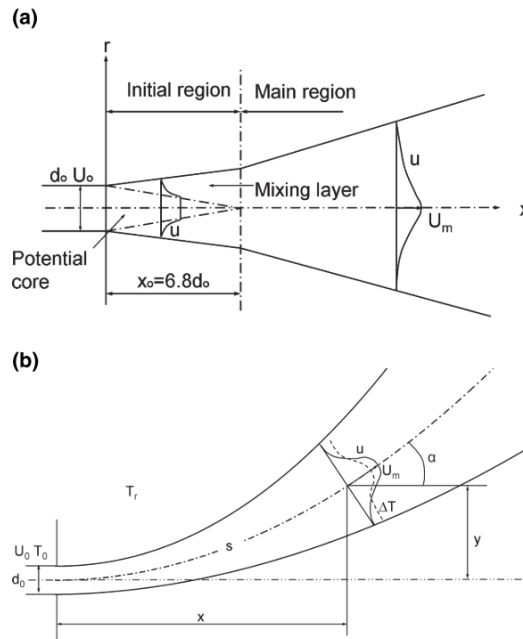 (a)
r
Initial region
Main region
dₒ Uₒ
u
Mixing layer
u
Uₘ
x
Potential
core
xₒ=6.8dₒ
(b)
u
Uₘ
α
Tᵣ
ΔT
U₀ T₀
s
y
d₀
x